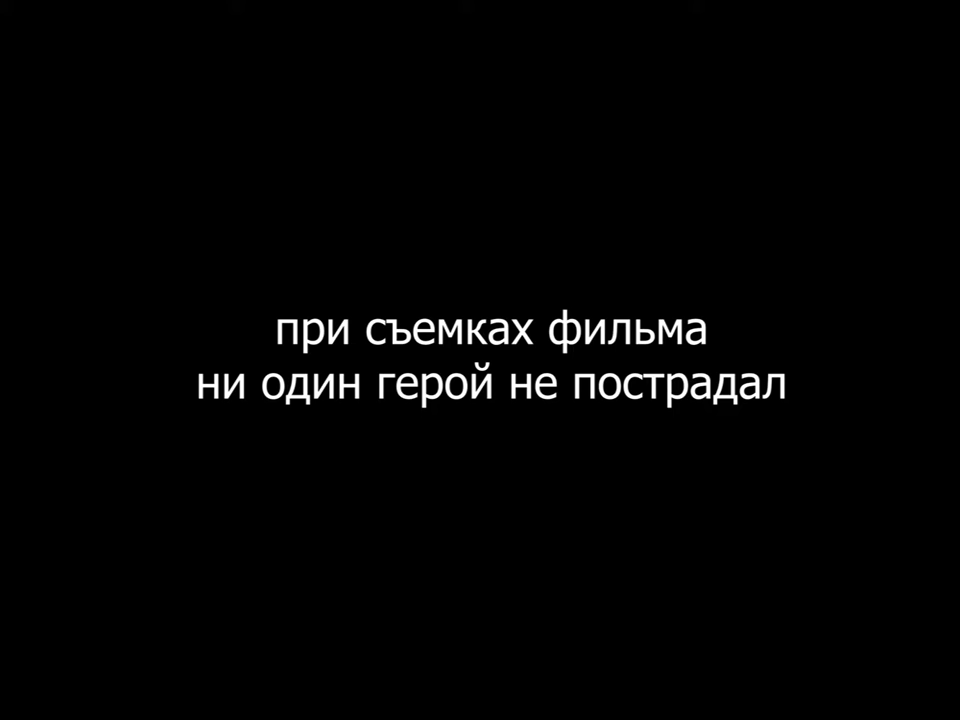 при съемках фильма
ни один герой не пострадал